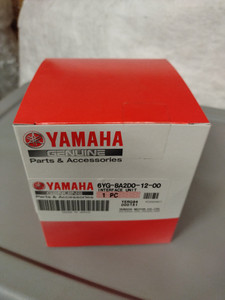 YAMAHA
GENUINE
Parts & Accessories
YAMAHA
6YG-8A2D0-12-00
INTERFACE UNIT
1 PC